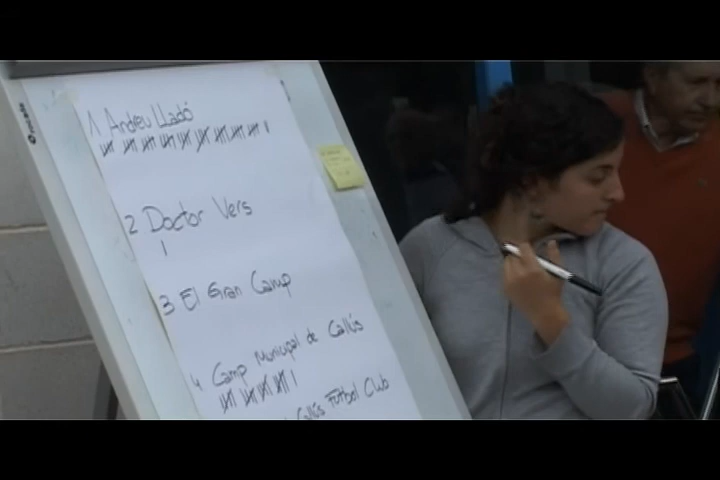 1 Andreu Lladó
2 Doctor Vers
3 El Gran Camp
4 Camp Municipal de Callús
Callús Futbol Club